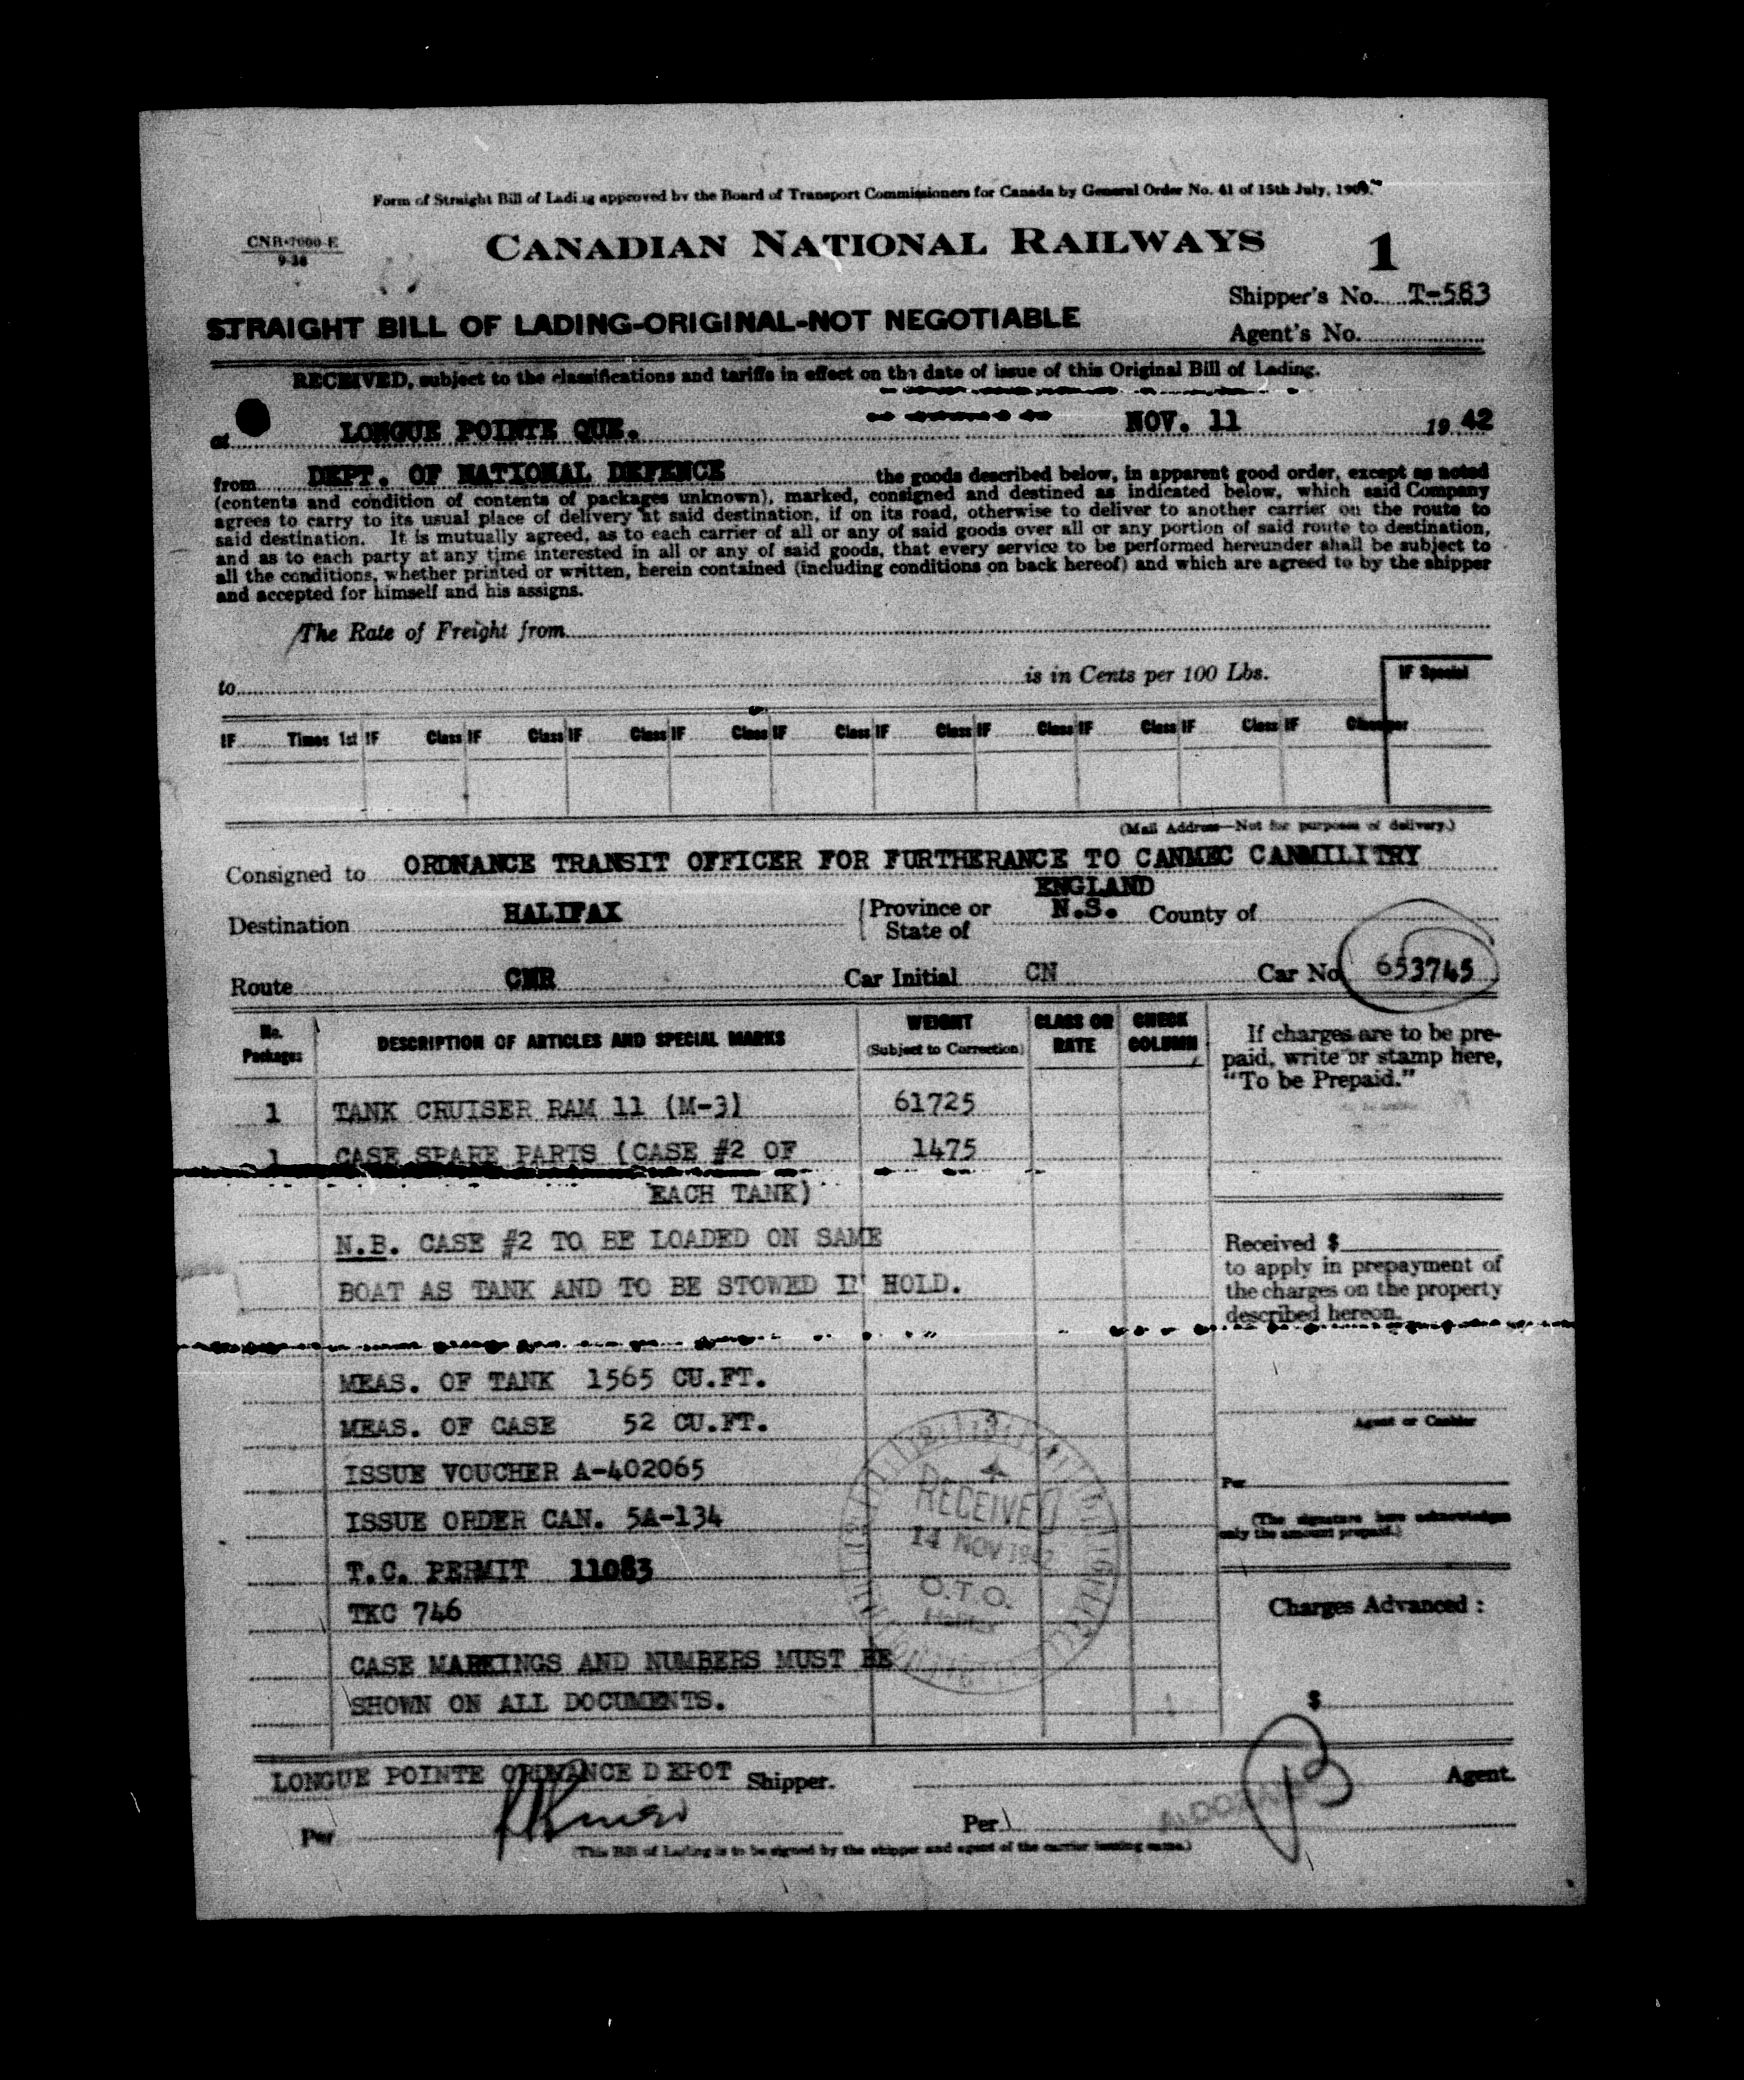 Form of Straight Bill of Lading approved by the Board of Transport Commissioners for Canada by General Order No. 61 of 15th July, 1909."
CNR-7000-E
9-38
CANADIAN NATIONAL RAILWAYS 1
Shipper's No. T-583
STRAIGHT BILL OF LADING-ORIGINAL-NOT NEGOTIABLE
Agent's No.
RECEIVED, subject to the classifications and tariffs in effect on the date of issue of this Original Bill of Lading.
at LONGUE POINTE QUE. NOV. 11 19 42
from DEPT. OF NATIONAL DEFENCE the goods described below, in apparent good order, except as noted
(contents and condition of contents of packages unknown), marked, consigned and destined as indicated below, which said Company
agrees to carry to its usual place of delivery at said destination, if on its road, otherwise to deliver to another carrier on the route to
said destination. It is mutually agreed, as to each carrier of all or any of said goods over all or any portion of said route to destination,
and as to each party at any time interested in all or any of said goods, that every service to be performed hereunder shall be subject to
all the conditions, whether printed or written, herein contained (including conditions on back hereof) and which are agreed to by the shipper
and accepted for himself and his assigns.
The Rate of Freight from
to is in Cents per 100 Lbs. IF Special
IF Times 1st IF Class IF Class IF Class IF Class IF Class IF Class IF Class IF Class IF Class IF per
(Mail Address—Not for purposes of delivery.)
Consigned to ORDNANCE TRANSIT OFFICER FOR FURTHERANCE TO CANMEC CANMILITRY
ENGLAND
Destination HALIFAX Province or State of N.S. County of
Route CNR Car Initial CN Car No 653745
No. Packages DESCRIPTION OF ARTICLES AND SPECIAL MARKS WEIGHT (Subject to Correction) CLASS OR RATE CHECK COLUMN
If charges are to be pre-
paid, write or stamp here,
"To be Prepaid."
1 TANK CRUISER RAM 11 (M-3) 61725
1 CASE SPARE PARTS (CASE #2 OF 1475
EACH TANK)
N.B. CASE #2 TO BE LOADED ON SAME
BOAT AS TANK AND TO BE STOWED IN HOLD.
Received $
to apply in prepayment of
the charges on the property
described hereon.
MEAS. OF TANK 1565 CU.FT.
MEAS. OF CASE 52 CU.FT.
Agent or Cashier
ISSUE VOUCHER A-402065
Per
ISSUE ORDER CAN. 5A-134
(The signature here acknowledges
only the amount prepaid.)
RECEIVED
14 NOV 1942
O.T.O.
T.C. PERMIT 11083
TKC 746
Charges Advanced :
CASE MARKINGS AND NUMBERS MUST BE
SHOWN ON ALL DOCUMENTS.
$
LONGUE POINTE ORDNANCE DEPOT Shipper. Agent.
Per Per
(This Bill of Lading is to be signed by the shipper and agent of the carrier issuing same.)